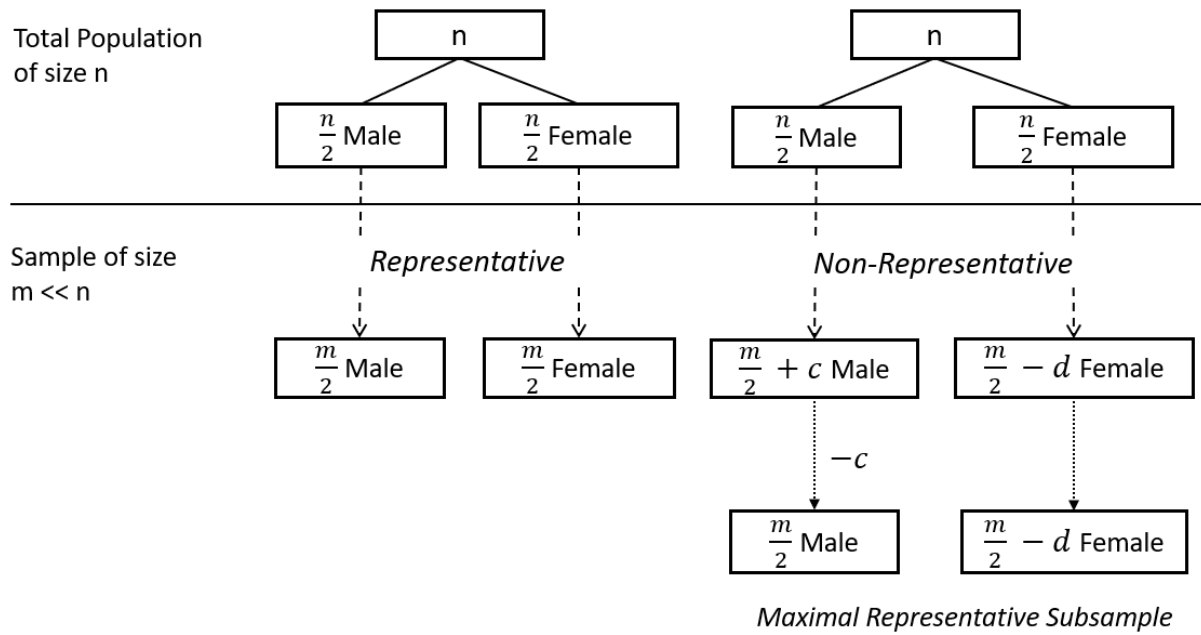 Total Population
of size n
n
n
n/2 Male
n/2 Female
n/2 Male
n/2 Female
Sample of size
m << n
Representative
Non-Representative
m/2 Male
m/2 Female
m/2 + c Male
m/2 − d Female
−c
m/2 Male
m/2 − d Female
Maximal Representative Subsample